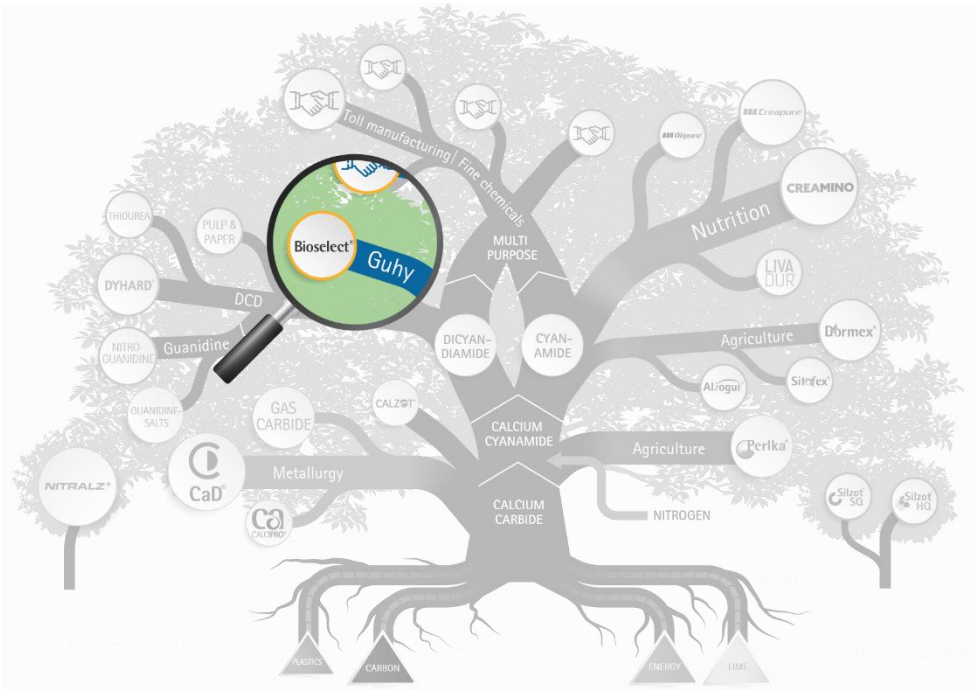 Toll manufacturing
Fine chemicals
Alipure®
Creapure®
CREAMINO
Nutrition
THIOUREA
PULP &
PAPER
Bioselect®
Guhy
MULTI
PURPOSE
LIVA
DUR
DYHARD®
DCD
NITRO-
GUANIDINE
Guanidine
DICYAN-
DIAMIDE
CYAN-
AMIDE
Agriculture
Dormex®
Alzogur®
Sitofex®
GUANIDINE-
SALTS
GAS
CARBIDE
CALZOT®
CALCIUM
CYANAMIDE
Agriculture
Perlka®
NITRALZ®
CaD®
Metallurgy
CALCIPRO®
CALCIUM
CARBIDE
NITROGEN
Silzot®
SQ
Silzot®
HQ
PLASTICS
CARBON
ENERGY
LIME